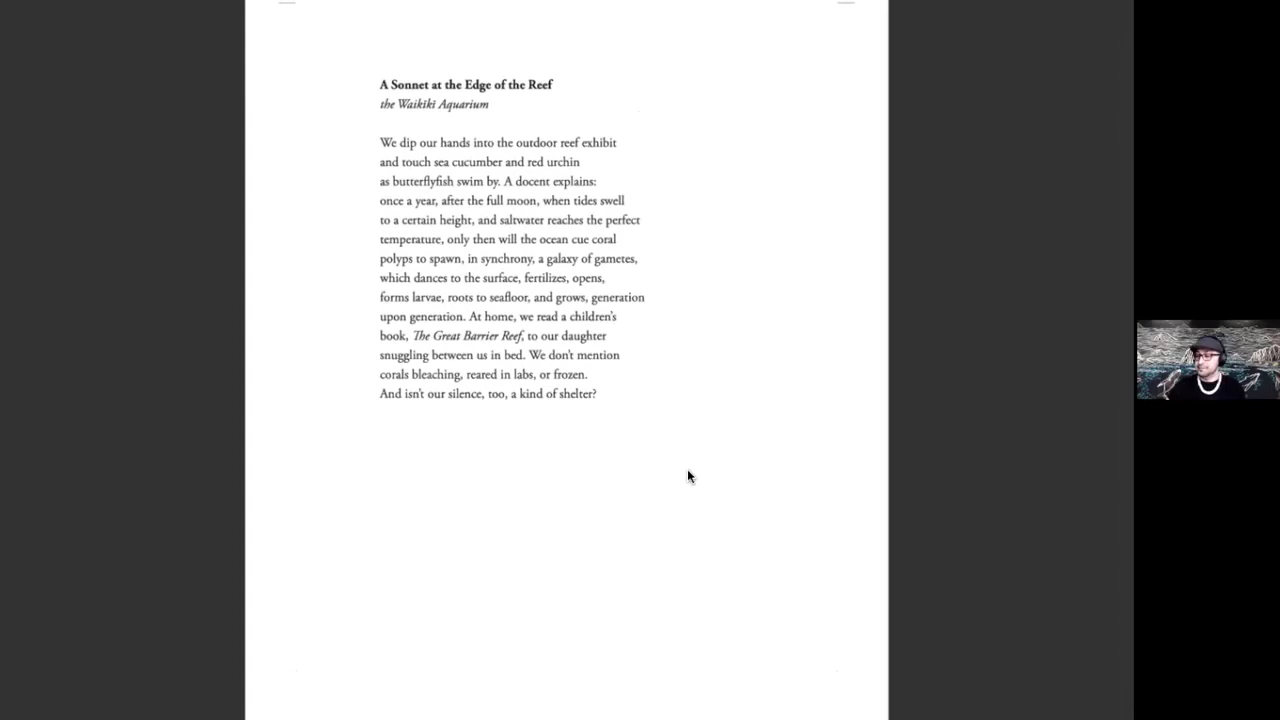 A Sonnet at the Edge of the Reef
the Waikīkī Aquarium
We dip our hands into the outdoor reef exhibit
and touch sea cucumber and red urchin
as butterflyfish swim by. A docent explains:
once a year, after the full moon, when tides swell
to a certain height, and saltwater reaches the perfect
temperature, only then will the ocean cue coral
polyps to spawn, in synchrony, a galaxy of gametes,
which dances to the surface, fertilizes, opens,
forms larvae, roots to seafloor, and grows, generation
upon generation. At home, we read a children’s
book, The Great Barrier Reef, to our daughter
snuggling between us in bed. We don’t mention
corals bleaching, reared in labs, or frozen.
And isn’t our silence, too, a kind of shelter?